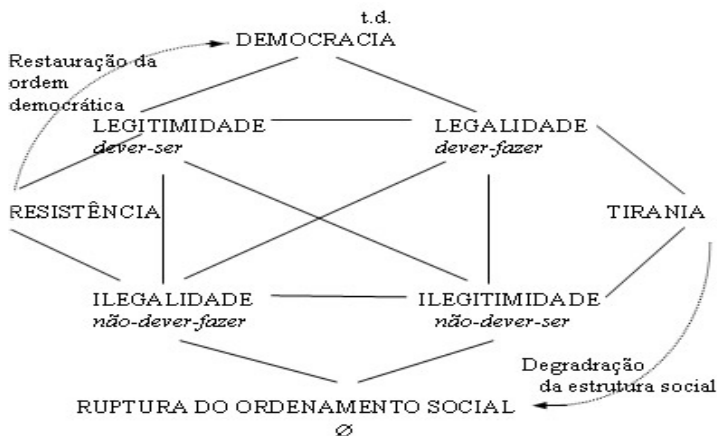 t.d.
DEMOCRACIA
Restauração da
ordem
democrática
LEGITIMIDADE
dever-ser
LEGALIDADE
dever-fazer
RESISTÊNCIA
TIRANIA
ILEGALIDADE
não-dever-fazer
ILEGITIMIDADE
não-dever-ser
Degradração
da estrutura social
RUPTURA DO ORDENAMENTO SOCIAL
∅